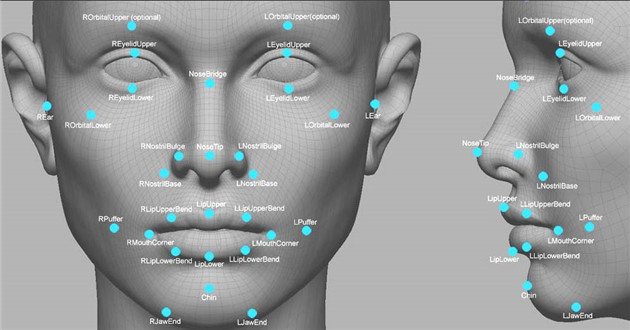 ROrbitalUpper (optional)
LOrbitalUpper (optional)
REyelidUpper
LEyelidUpper
NoseBridge
REyelidLower
LEyelidLower
REar
LEar
ROrbitalLower
LOrbitalLower
RNostrilBulge
NoseTip
LNostrilBulge
RNostrilBase
LNostrilBase
LipUpper
RLipUpperBend
LLipUpperBend
RPuffer
LPuffer
RMouthCorner
LMouthCorner
RLipLowerBend
LipLower
LLipLowerBend
Chin
RJawEnd
LJawEnd
LOrbitalUpper(optional)
LEyelidUpper
NoseBridge
LEyelidLower
LOrbitalLower
NoseTip
LNostrilBulge
LNostrilBase
LipUpper
LLipUpperBend
LPuffer
LMouthCorner
LipLower
LLipLowerBend
Chin
LJawEnd